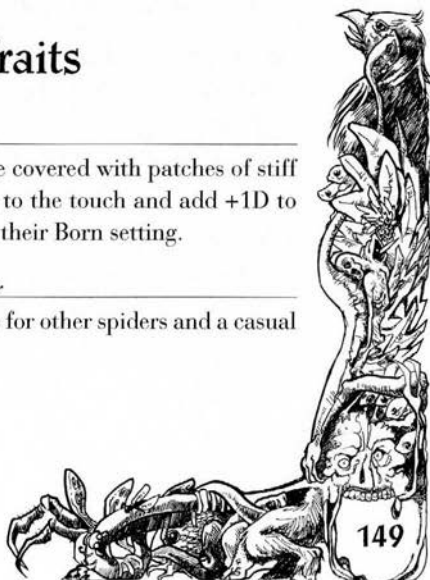 raits
e covered with patches of stiff
to the touch and add +1D to
their Born setting.
for other spiders and a casual
149